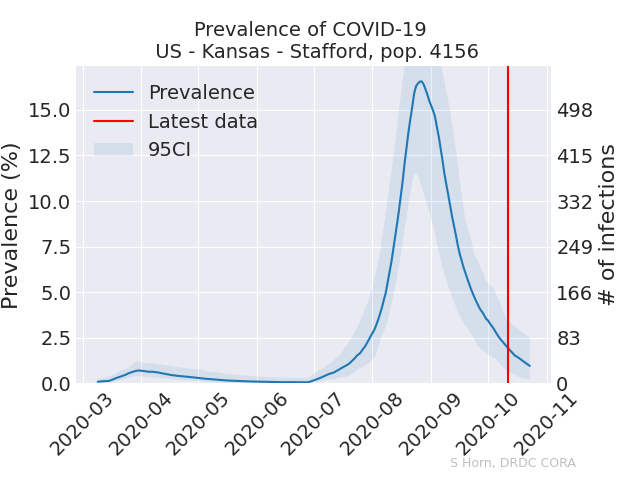 Prevalence of COVID-19
US - Kansas - Stafford, pop. 4156
Prevalence
Latest data
95CI
Prevalence (%)
15.0
12.5
10.0
7.5
5.0
2.5
0.0
498
415
332
249
166
83
0
# of infections
2020-03
2020-04
2020-05
2020-06
2020-07
2020-08
2020-09
2020-10
2020-11
S Horn, DRDC CORA